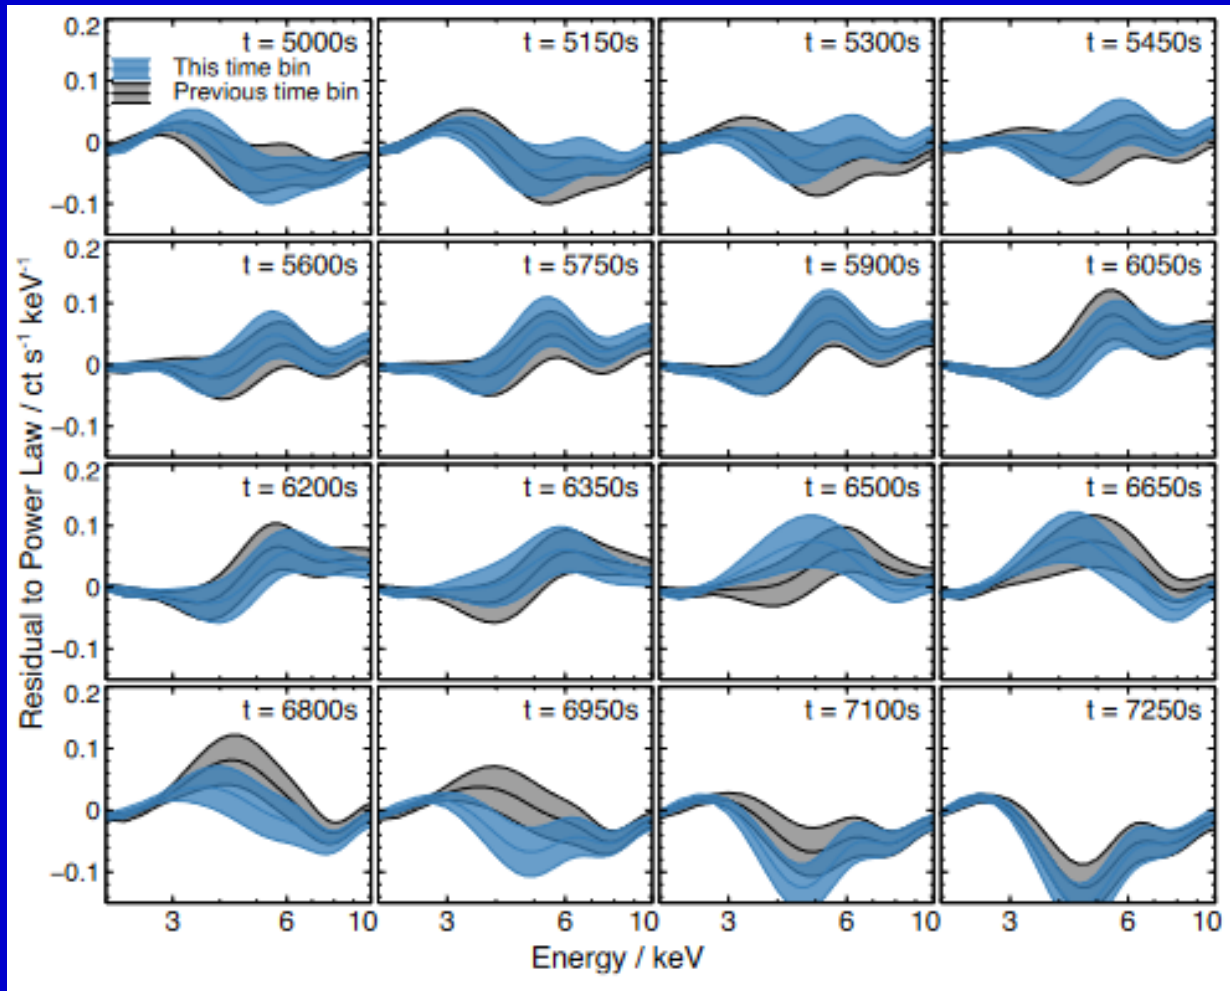 0.2
0.1
0
−0.1
t = 5000s
This time bin
Previous time bin
t = 5150s
t = 5300s
t = 5450s
0.2
0.1
0
−0.1
t = 5600s
t = 5750s
t = 5900s
t = 6050s
0.2
0.1
0
−0.1
t = 6200s
t = 6350s
t = 6500s
t = 6650s
0.2
0.1
0
−0.1
t = 6800s
t = 6950s
t = 7100s
t = 7250s
3 6 10 3 6 10 3 6 10 3 6 10
Energy / keV
Residual to Power Law / ct s⁻¹ keV⁻¹